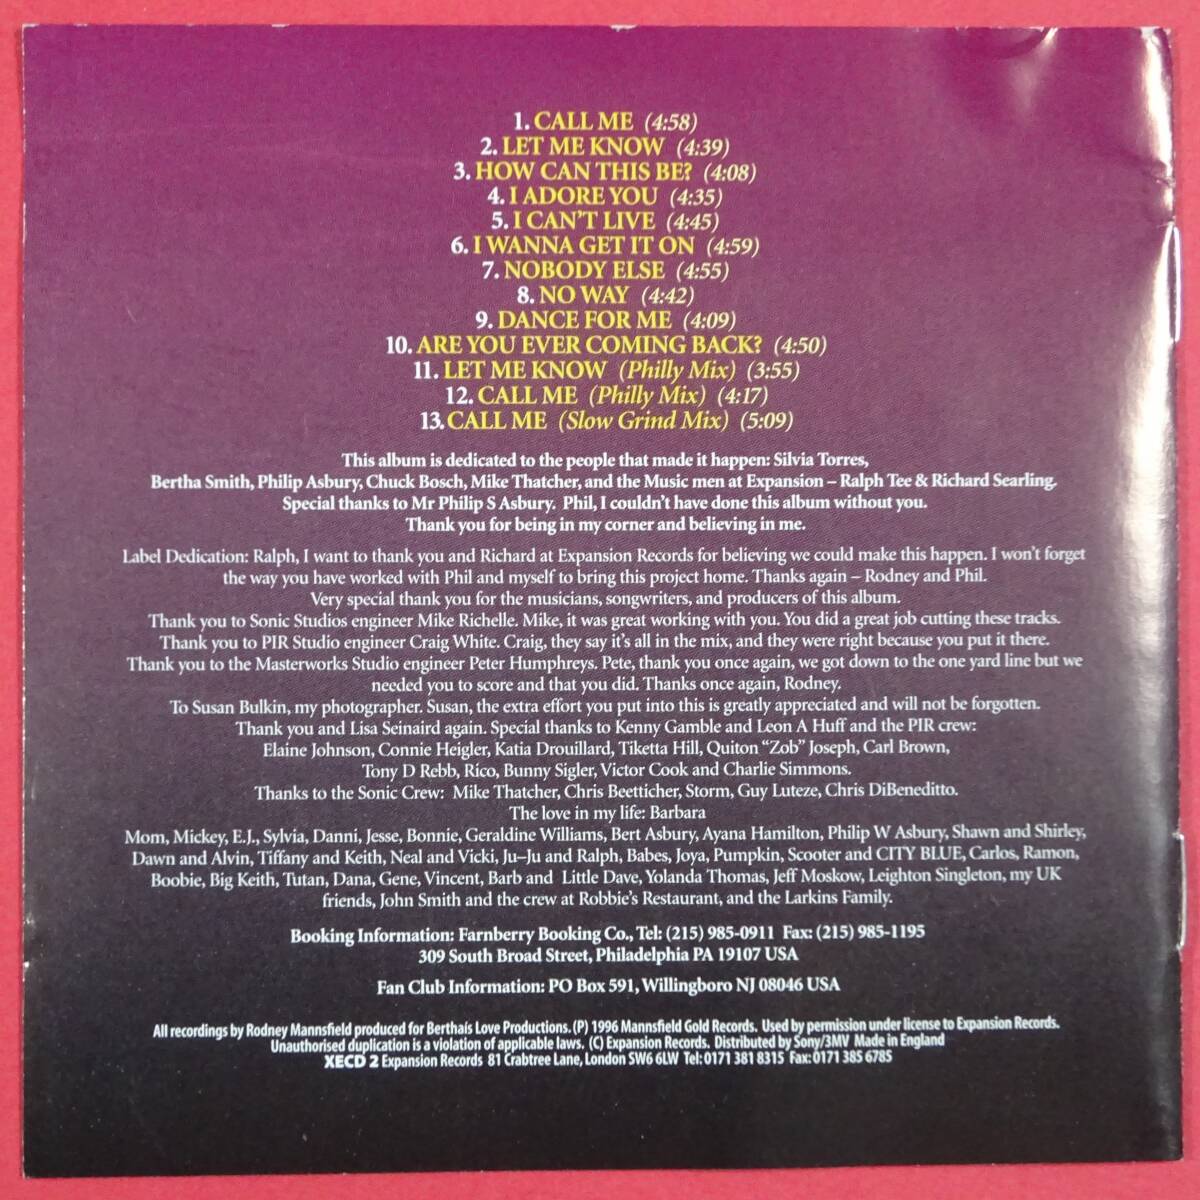 1. CALL ME (4:58)
2. LET ME KNOW (4:39)
3. HOW CAN THIS BE? (4:08)
4. I ADORE YOU (4:35)
5. I CAN'T LIVE (4:45)
6. I WANNA GET IT ON (4:59)
7. NOBODY ELSE (4:55)
8. NO WAY (4:42)
9. DANCE FOR ME (4:09)
10. ARE YOU EVER COMING BACK? (4:50)
11. LET ME KNOW (Philly Mix) (3:55)
12. CALL ME (Philly Mix) (4:17)
13. CALL ME (Slow Grind Mix) (5:09)
This album is dedicated to the people that made it happen: Silvia Torres,
Bertha Smith, Philip Asbury, Chuck Bosch, Mike Thatcher, and the Music men at Expansion – Ralph Tee & Richard Searling.
Special thanks to Mr Philip S Asbury. Phil, I couldn't have done this album without you.
Thank you for being in my corner and believing in me.
Label Dedication: Ralph, I want to thank you and Richard at Expansion Records for believing we could make this happen. I won't forget
the way you have worked with Phil and myself to bring this project home. Thanks again – Rodney and Phil.
Very special thank you for the musicians, songwriters, and producers of this album.
Thank you to Sonic Studios engineer Mike Richelle. Mike, it was great working with you. You did a great job cutting these tracks.
Thank you to PIR Studio engineer Craig White. Craig, they say it's all in the mix, and they were right because you put it there.
Thank you to the Masterworks Studio engineer Peter Humphreys. Pete, thank you once again, we got down to the one yard line but we
needed you to score and that you did. Thanks once again, Rodney.
To Susan Bulkin, my photographer. Susan, the extra effort you put into this is greatly appreciated and will not be forgotten.
Thank you and Lisa Seinaird again. Special thanks to Kenny Gamble and Leon A Huff and the PIR crew:
Elaine Johnson, Connie Heigler, Katia Drouillard, Tiketta Hill, Quiton "Zob" Joseph, Carl Brown,
Tony D Rebb, Rico, Bunny Sigler, Victor Cook and Charlie Simmons.
Thanks to the Sonic Crew: Mike Thatcher, Chris Beetticher, Storm, Guy Luteze, Chris DiBeneditto.
The love in my life: Barbara
Mom, Mickey, E.J., Sylvia, Danni, Jesse, Bonnie, Geraldine Williams, Bert Asbury, Ayana Hamilton, Philip W Asbury, Shawn and Shirley,
Dawn and Alvin, Tiffany and Keith, Neal and Vicki, Ju–Ju and Ralph, Babes, Joya, Pumpkin, Scooter and CITY BLUE, Carlos, Ramon,
Boobie, Big Keith, Tutan, Dana, Gene, Vincent, Barb and Little Dave, Yolanda Thomas, Jeff Moskow, Leighton Singleton, my UK
friends, John Smith and the crew at Robbie's Restaurant, and the Larkins Family.
Booking Information: Farnberry Booking Co., Tel: (215) 985-0911 Fax: (215) 985-1195
309 South Broad Street, Philadelphia PA 19107 USA
Fan Club Information: PO Box 591, Willingboro NJ 08046 USA
All recordings by Rodney Mannsfield produced for Berthaís Love Productions. (P) 1996 Mannsfield Gold Records. Used by permission under license to Expansion Records.
Unauthorised duplication is a violation of applicable laws. (C) Expansion Records. Distributed by Sony/3MV Made in England
XECD 2 Expansion Records 81 Crabtree Lane, London SW6 6LW Tel: 0171 381 8315 Fax: 0171 385 6785